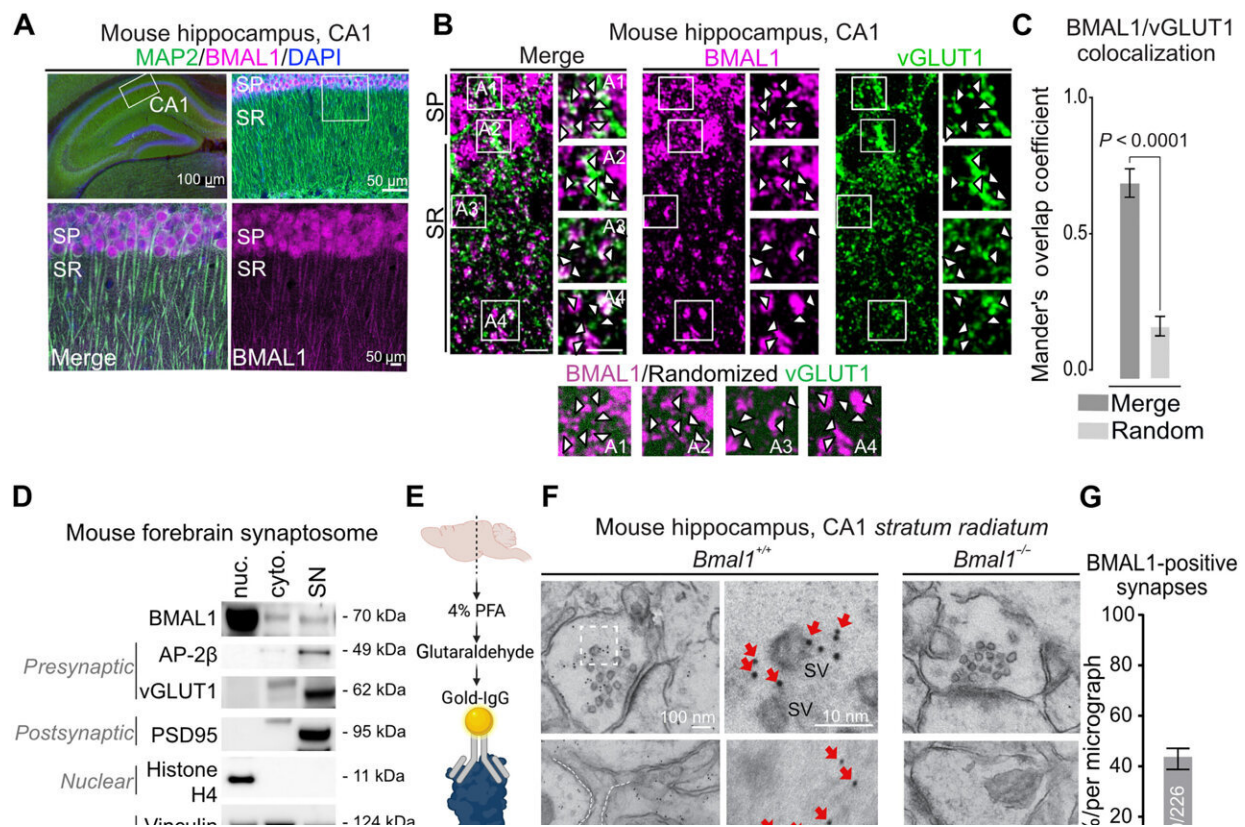 A
Mouse hippocampus, CA1
MAP2/BMAL1/DAPI
CA1
100 µm
SP
SR
50 µm
SP
SR
Merge
SP
SR
BMAL1
50 µm
B
Mouse hippocampus, CA1
Merge
BMAL1
vGLUT1
SP
SR
A1
A2
A3
A4
A2
A3
A4
BMAL1/Randomized vGLUT1
A1
A2
A3
A4
C
BMAL1/vGLUT1
colocalization
Mander's overlap coefficient
1.0
0.5
0.0
P < 0.0001
Merge
Random
D
Mouse forebrain synaptosome
nuc.
cyto.
SN
BMAL1
- 70 kDa
Presynaptic
AP-2β
- 49 kDa
vGLUT1
- 62 kDa
Postsynaptic
PSD95
- 95 kDa
Nuclear
Histone
H4
- 11 kDa
Vinculin
- 124 kDa
E
4% PFA
Glutaraldehyde
Gold-IgG
F
Mouse hippocampus, CA1 stratum radiatum
Bmal1+/+
Bmal1-/-
100 nm
SV
SV
10 nm
G
BMAL1-positive
synapses
%/per micrograph
100
80
60
40
20
/226